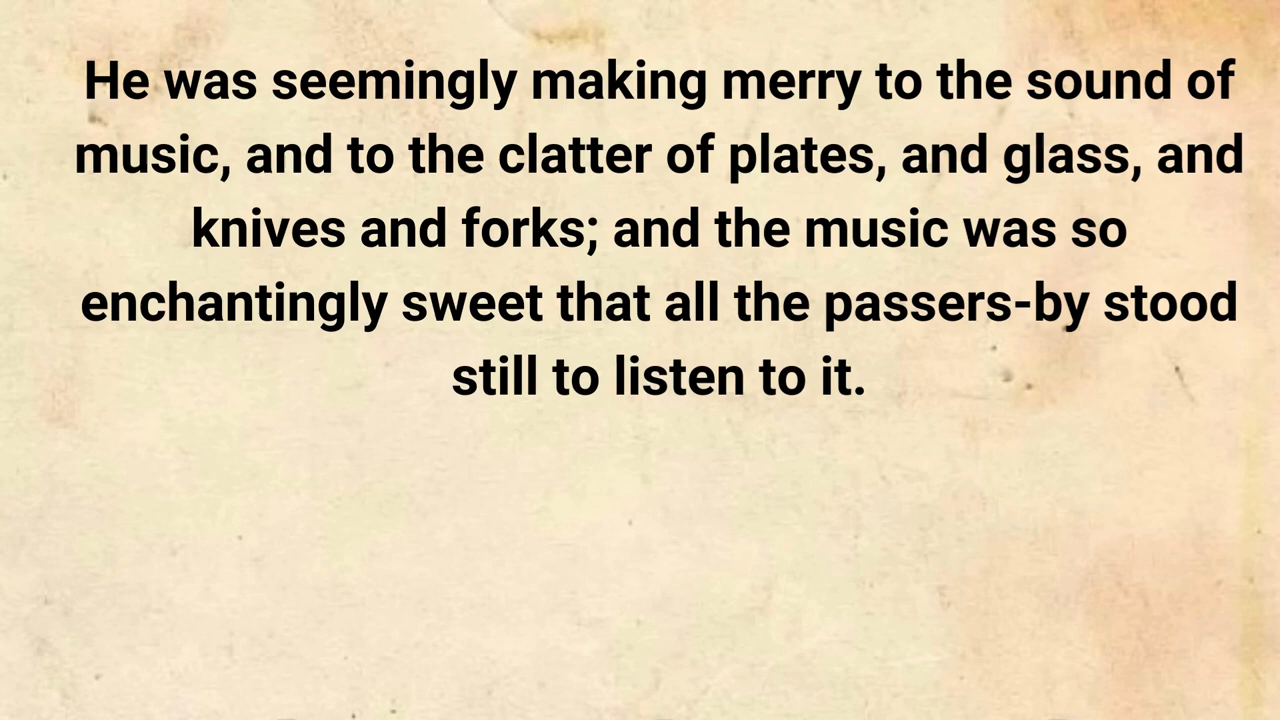 He was seemingly making merry to the sound of
music, and to the clatter of plates, and glass, and
knives and forks; and the music was so
enchantingly sweet that all the passers-by stood
still to listen to it.